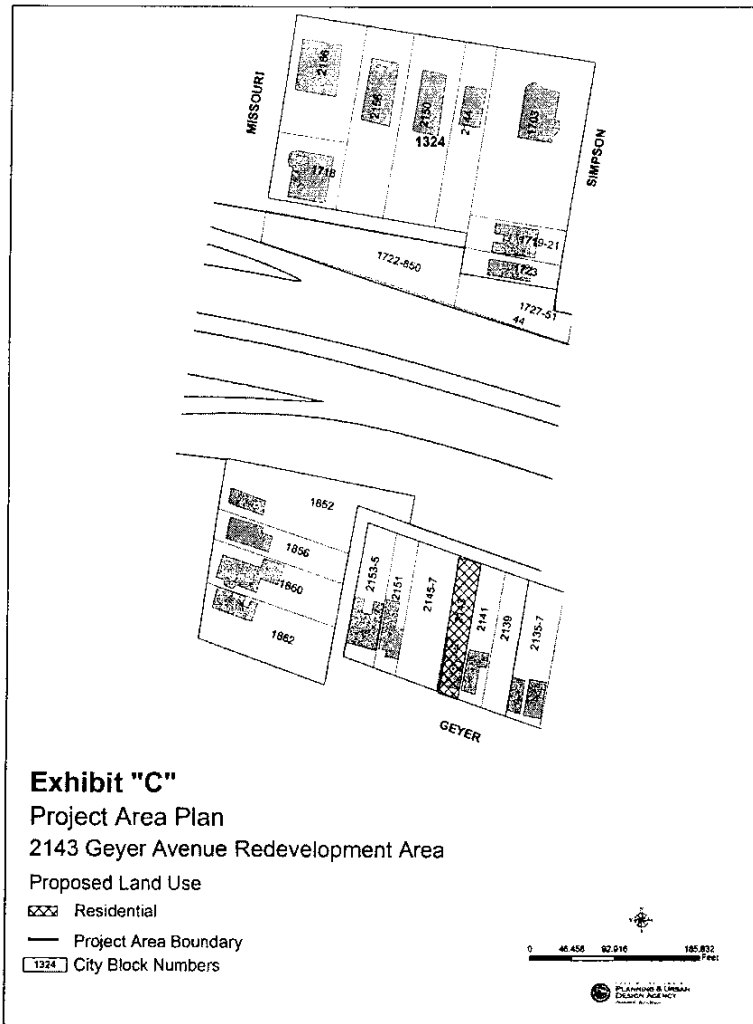 MISSOURI
2156
2150
1324
2144
1703
SIMPSON
1718
1719-21
1723
1722-850
1727-51
44
1852
1856
1860
1862
2153-5
2151
2145-7
2141
2139
2135-7
GEYER
Exhibit "C"
Project Area Plan
2143 Geyer Avenue Redevelopment Area
Proposed Land Use
Residential
Project Area Boundary
1324 City Block Numbers
0 46.458 92.916 185.832
Feet
PLANNING & URBAN
DESIGN AGENCY